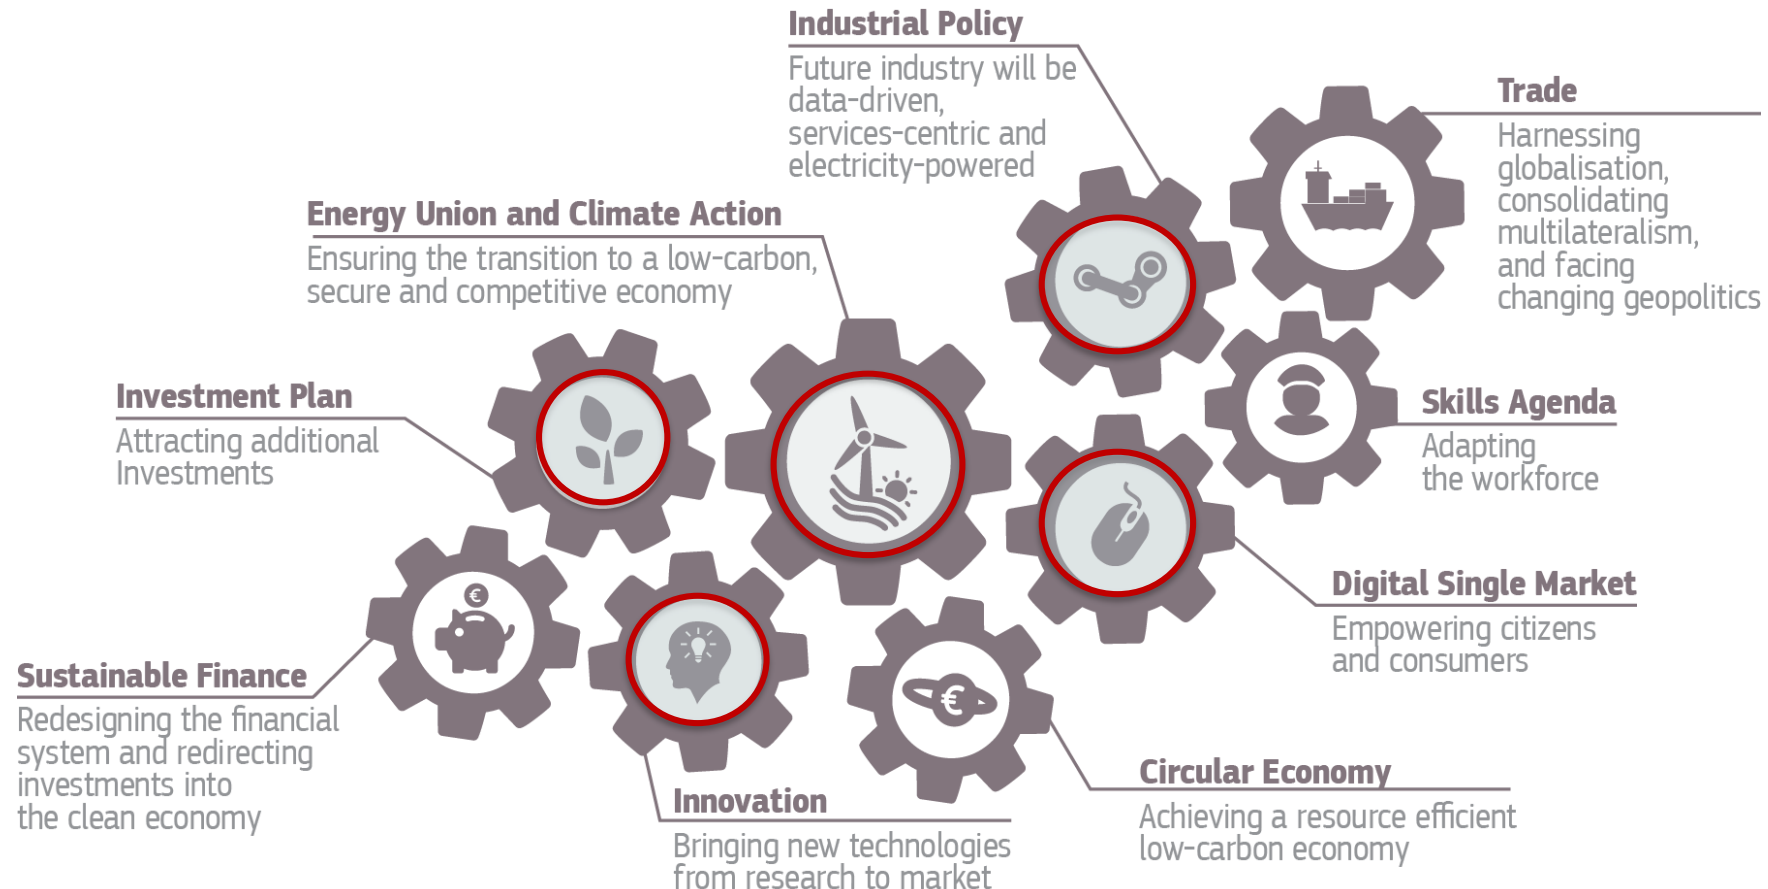 Industrial Policy
Future industry will be
data-driven,
services-centric and
electricity-powered
Trade
Harnessing
globalisation,
consolidating
multilateralism,
and facing
changing geopolitics
Energy Union and Climate Action
Ensuring the transition to a low-carbon,
secure and competitive economy
Investment Plan
Attracting additional
Investments
Skills Agenda
Adapting
the workforce
Digital Single Market
Empowering citizens
and consumers
€
Sustainable Finance
Redesigning the financial
system and redirecting
investments into
the clean economy
€
Circular Economy
Achieving a resource efficient
low-carbon economy
Innovation
Bringing new technologies
from research to market